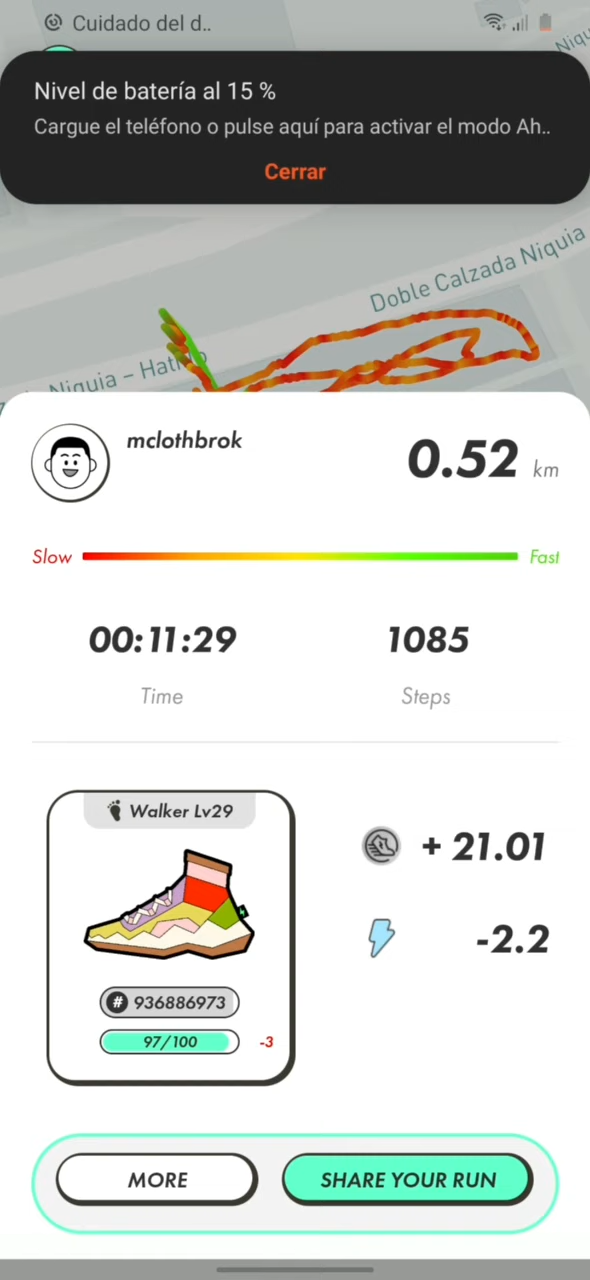 Cuidado del d..
Niqu
Nivel de batería al 15 %
Cargue el teléfono o pulse aquí para activar el modo Ah..
Cerrar
Doble Calzada Niquia
Niquia – Hat
mclothbrok
0.52 km
Slow
Fast
00:11:29
1085
Time
Steps
Walker Lv29
+ 21.01
-2.2
# 936886973
97/100
-3
MORE
SHARE YOUR RUN